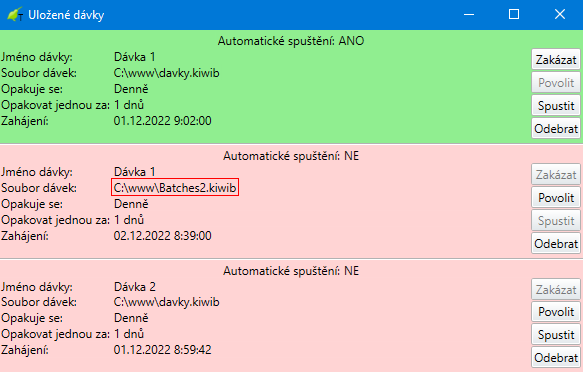 Uložené dávky
Automatické spuštění: ANO
Jméno dávky: Dávka 1
Soubor dávek: C:\www\davky.kiwib
Opakuje se: Denně
Opakovat jednou za: 1 dnů
Zahájení: 01.12.2022 9:02:00
Zakázat
Povolit
Spustit
Odebrat
Automatické spuštění: NE
Jméno dávky: Dávka 1
Soubor dávek: C:\www\Batches2.kiwib
Opakuje se: Denně
Opakovat jednou za: 1 dnů
Zahájení: 02.12.2022 8:39:00
Zakázat
Povolit
Spustit
Odebrat
Automatické spuštění: NE
Jméno dávky: Dávka 2
Soubor dávek: C:\www\davky.kiwib
Opakuje se: Denně
Opakovat jednou za: 1 dnů
Zahájení: 01.12.2022 8:59:42
Zakázat
Povolit
Spustit
Odebrat